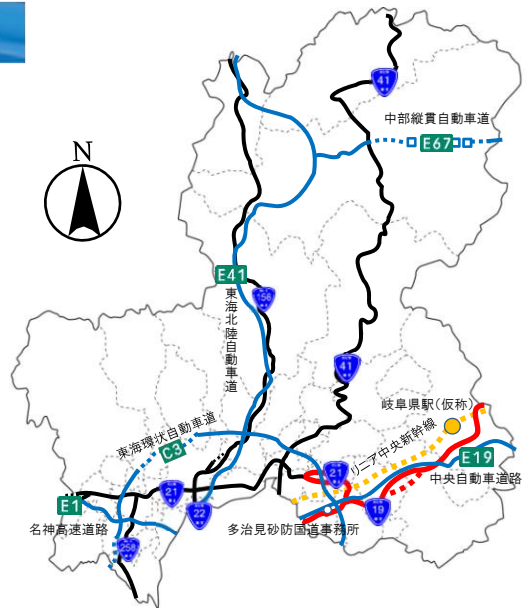 41
中部縦貫自動車道
E67
N
E41
東海北陸自動車道
156
41
岐阜県駅(仮称)
東海環状自動車道
C3
リニア中央新幹線
E19
中央自動車道路
21
21
E1
22
19
名神高速道路
多治見砂防国道事務所
258